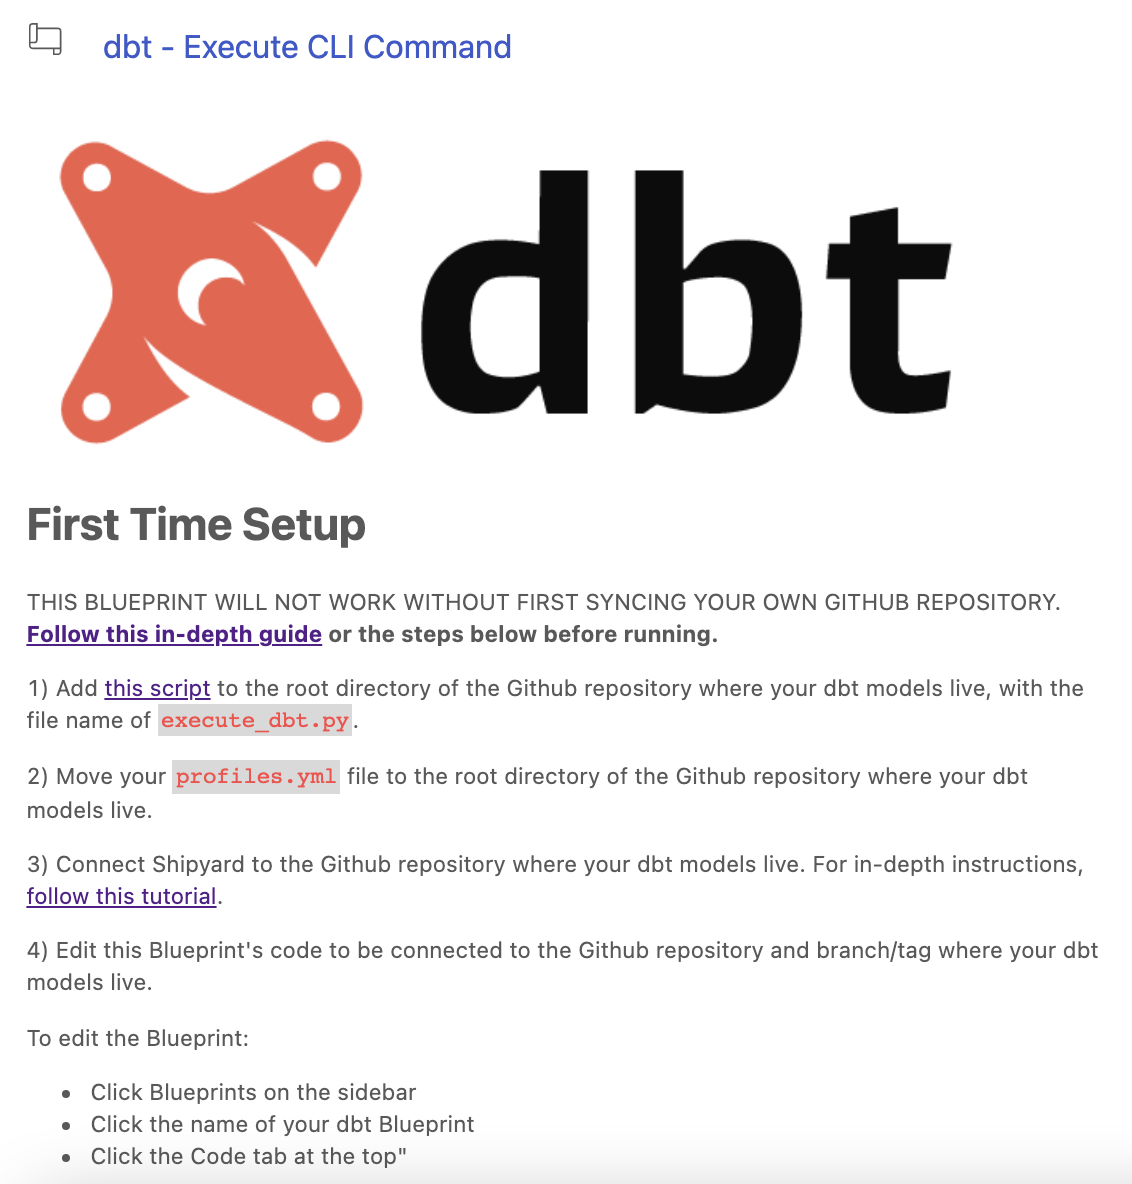 dbt - Execute CLI Command
dbt
First Time Setup
THIS BLUEPRINT WILL NOT WORK WITHOUT FIRST SYNCING YOUR OWN GITHUB REPOSITORY.
Follow this in-depth guide or the steps below before running.
1) Add this script to the root directory of the Github repository where your dbt models live, with the
file name of execute_dbt.py.
2) Move your profiles.yml file to the root directory of the Github repository where your dbt
models live.
3) Connect Shipyard to the Github repository where your dbt models live. For in-depth instructions,
follow this tutorial.
4) Edit this Blueprint's code to be connected to the Github repository and branch/tag where your dbt
models live.
To edit the Blueprint:
• Click Blueprints on the sidebar
• Click the name of your dbt Blueprint
• Click the Code tab at the top"